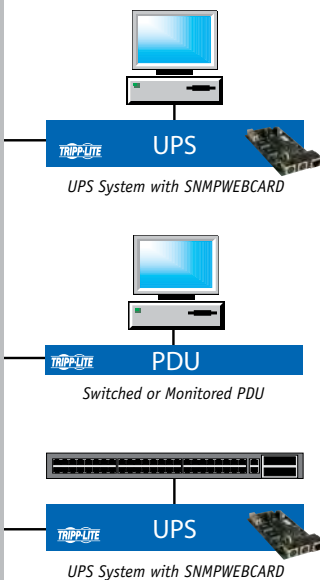 TRIPP·LITE
UPS
UPS System with SNMPWEBCARD
TRIPP·LITE
PDU
Switched or Monitored PDU
TRIPP·LITE
UPS
UPS System with SNMPWEBCARD